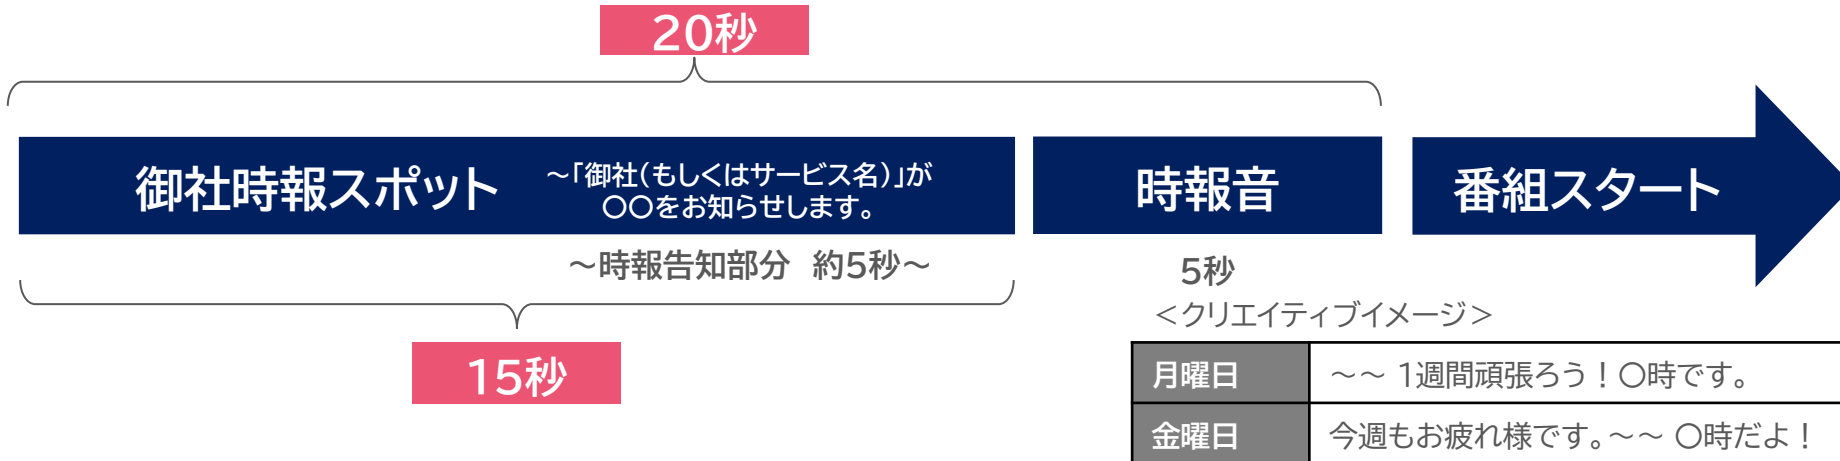 20秒
御社時報スポット
～「御社(もしくはサービス名)」が
〇〇をお知らせします。
時報音
番組スタート
～時報告知部分 約5秒～
5秒
15秒
＜クリエイティブイメージ＞
月曜日 ～～ 1週間頑張ろう！〇時です。
金曜日 今週もお疲れ様です。～～ 〇時だよ！